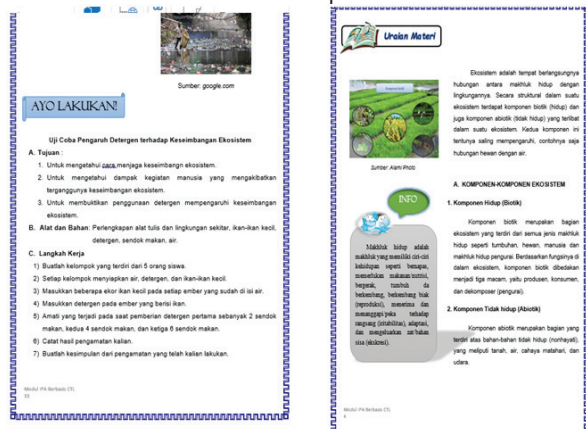 Sumber: google.com
AYO LAKUKAN!
Uji Coba Pengaruh Detergen terhadap Keseimbangan Ekosistem
A. Tujuan :
1. Untuk mengetahui cara menjaga keseimbangn ekosistem.
2. Untuk mengetahui dampak kegiatan manusia yang mengakibatkan
terganggunya keseimbangan ekosistem.
3. Untuk membuktikan penggunaan detergen mempengaruhi keseimbangan
ekosistem.
B. Alat dan Bahan: Perlengkapan alat tulis dan lingkungan sekitar, ikan-ikan kecil,
detergen, sendok makan, air.
C. Langkah Kerja
1) Buatlah kelompok yang terdiri dari 5 orang siswa.
2) Setiap kelompok menyiapkan air, detergen, dan ikan-ikan kecil.
3) Masukkan beberapa ekor ikan kecil pada setiap ember yang sudah di isi air.
4) Masukkan detergen pada ember yang berisi ikan.
5) Amati yang terjadi pada saat pemberian detergen pertama sebanyak 2 sendok
makan, kedua 4 sendok makan, dan ketiga 6 sendok makan.
6) Catat hasil pengamatan kalian.
7) Buatlah kesimpulan dari pengamatan yang telah kalian lakukan.
Modul IPA Berbasis CTL
Uraian Materi
Ekosistem adalah tempat berlangsungnya
hubungan antara makhluk hidup dengan
lingkungannya. Secara struktural dalam suatu
ekosistem terdapat komponen biotik (hidup) dan
juga komponen abiotik (tidak hidup) yang terlibat
dalam suatu ekosistem. Kedua komponen ini
tentunya saling mempengaruhi, contohnya saja
hubungan hewan dengan air.
Sumber: Alami Photo
INFO
Makhluk hidup adalah
makhluk yang memiliki ciri-ciri
kehidupan seperti bernapas,
memerlukan makanan/nutrisi,
bergerak, tumbuh da
berkembang, berkembang biak
(reproduksi), menerima dan
menanggapi peka terhadap
rangsang (iritabilitas), adaptasi,
dan mengeluarkan zat bahan
sisa (ekskresi).
A. KOMPONEN-KOMPONEN EKOSISTEM
1. Komponen Hidup (Biotik)
Komponen biotik merupakan bagian
ekosistem yang terdiri dari semua jenis makhluk
hidup seperti tumbuhan, hewan, manusia dan
makhluk hidup pengurai. Berdasarkan fungsinya di
dalam ekosistem, komponen biotik dibedakan
menjadi tiga macam, yaitu produsen, konsumen,
dan dekomposer (pengurai).
2. Komponen Tidak hidup (Abiotik)
Komponen abiotik merupakan bagian yang
terdiri atas bahan-bahan tidak hidup (nonhayati),
yang meliputi tanah, air, cahaya matahari, dan
udara.
Modul IPA Berbasis CTL